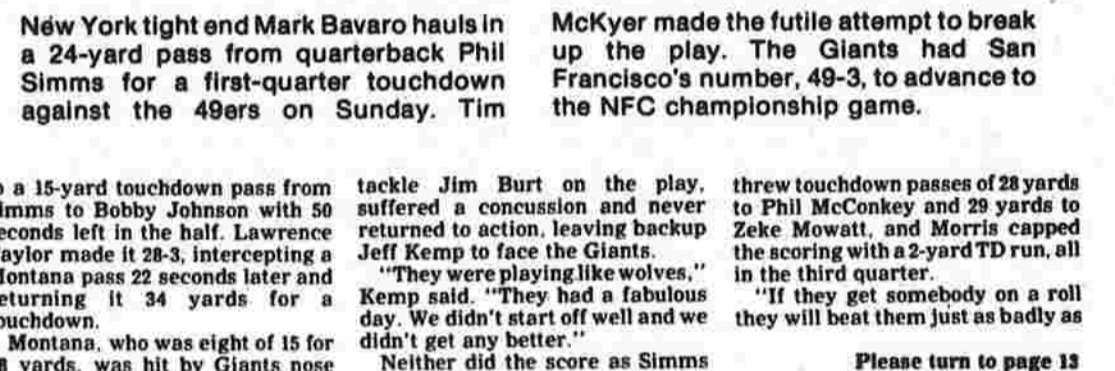 New York tight end Mark Bavaro hauls in
a 24-yard pass from quarterback Phil
Simms for a first-quarter touchdown
against the 49ers on Sunday. Tim
McKyer made the futile attempt to break
up the play. The Giants had San
Francisco's number, 49-3, to advance to
the NFC championship game.
a 15-yard touchdown pass from
imms to Bobby Johnson with 50
econds left in the half. Lawrence
aylor made it 28-3, intercepting a
ontana pass 22 seconds later and
eturning it 34 yards for a
ouchdown.
Montana, who was eight of 15 for
yards, was hit by Giants nose
tackle Jim Burt on the play,
suffered a concussion and never
returned to action, leaving backup
Jeff Kemp to face the Giants.
"They were playing like wolves,"
Kemp said. "They had a fabulous
day. We didn't start off well and we
didn't get any better."
Neither did the score as Simms
threw touchdown passes of 28 yards
to Phil McConkey and 29 yards to
Zeke Mowatt, and Morris capped
the scoring with a 2-yard TD run, all
in the third quarter.
"If they get somebody on a roll
they will beat them just as badly as
Please turn to page 13